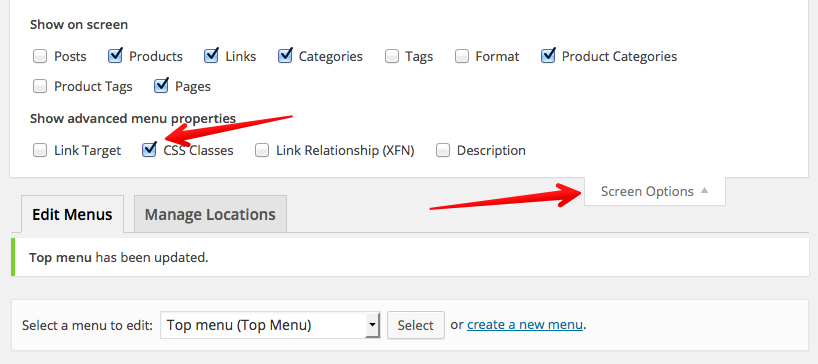 Show on screen
Posts Products Links Categories Tags Format Product Categories
Product Tags Pages
Show advanced menu properties
Link Target CSS Classes Link Relationship (XFN) Description
Screen Options
Edit Menus Manage Locations
Top menu has been updated.
Select a menu to edit: Top menu (Top Menu) Select or create a new menu.